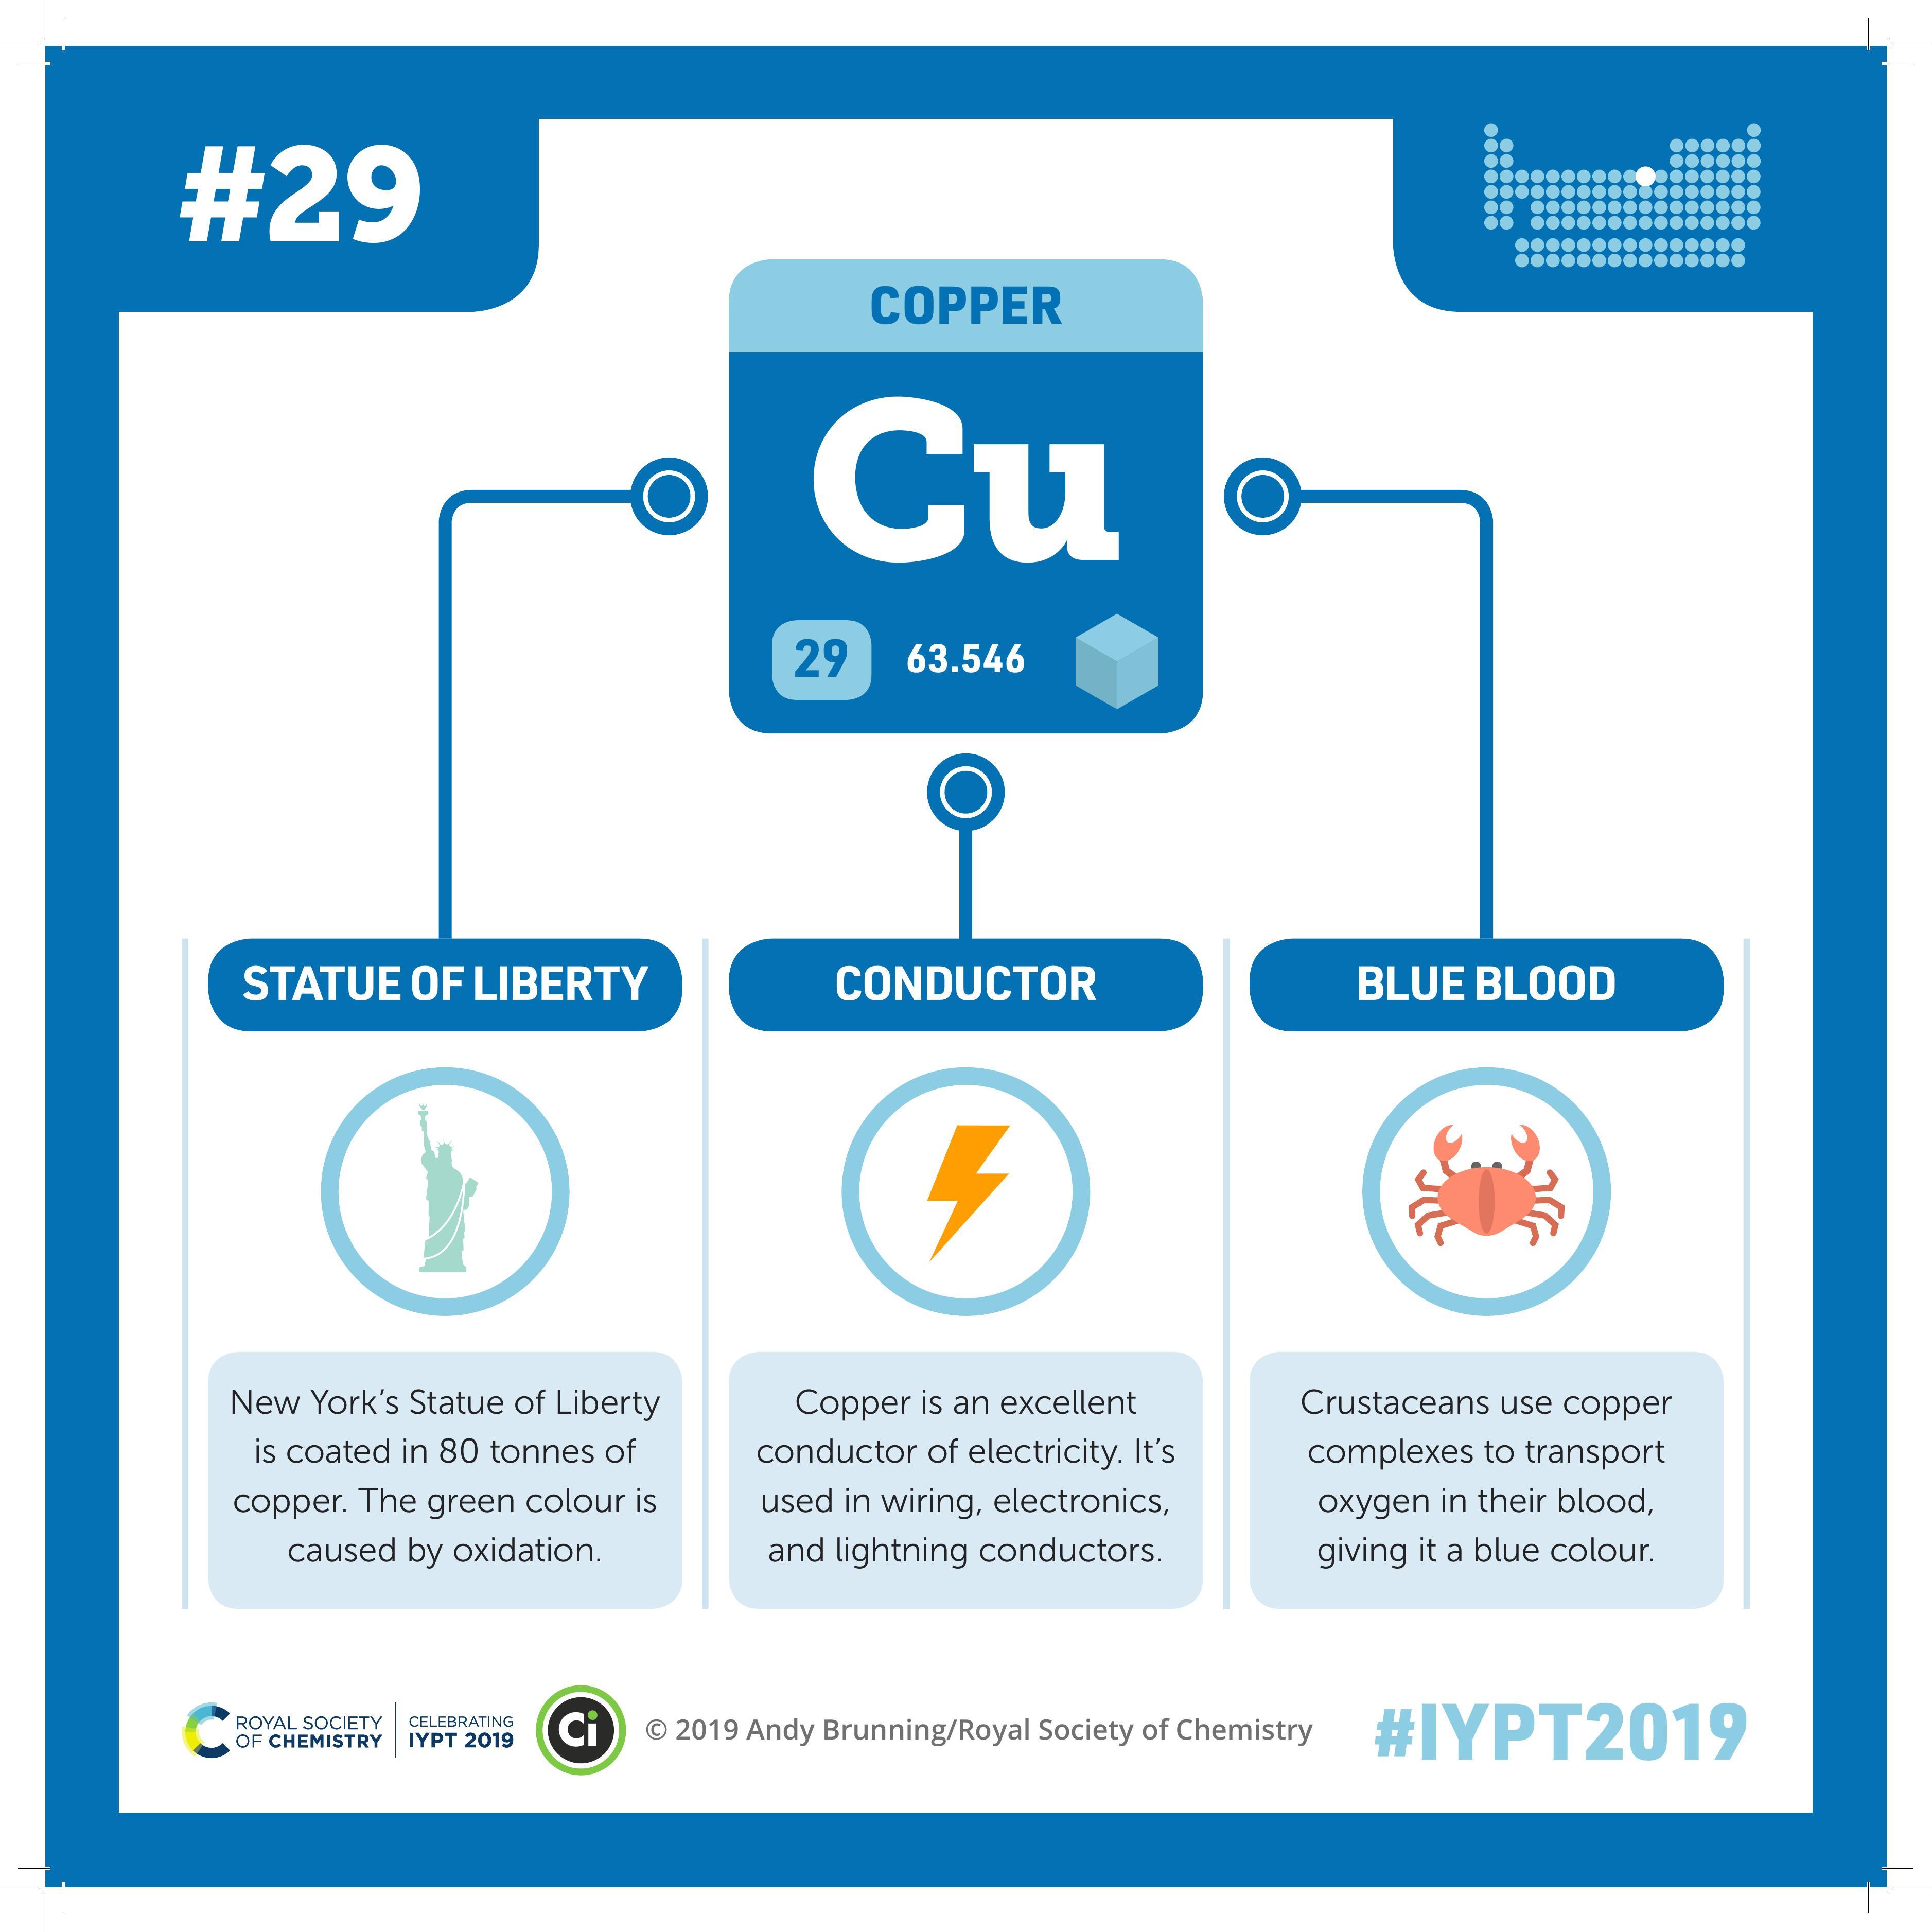 #29
COPPER
Cu
29 63.546
STATUE OF LIBERTY
New York's Statue of Liberty
is coated in 80 tonnes of
copper. The green colour is
caused by oxidation.
CONDUCTOR
Copper is an excellent
conductor of electricity. It's
used in wiring, electronics,
and lightning conductors.
BLUE BLOOD
Crustaceans use copper
complexes to transport
oxygen in their blood,
giving it a blue colour.
ROYAL SOCIETY
OF CHEMISTRY
CELEBRATING
IYPT 2019
Ci
© 2019 Andy Brunning/Royal Society of Chemistry
#IYPT2019